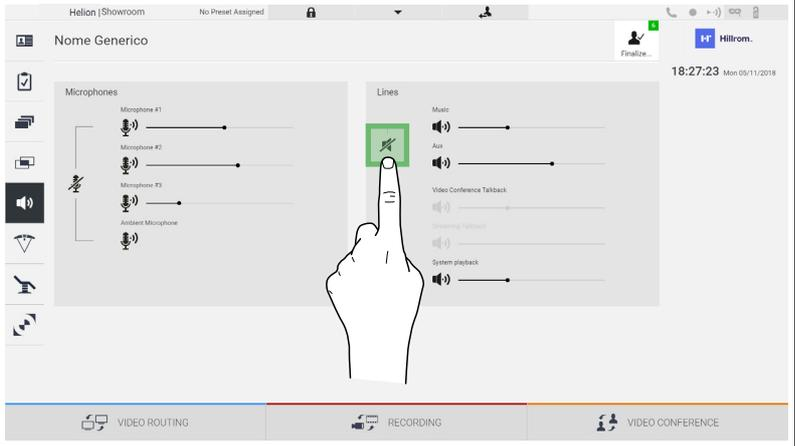 Helion | Showroom
No Preset Assigned
Nome Generico
6
Finalize...
Hillrom.
18:27:23 Mon 05/11/2018
Microphones
Microphone #1
Microphone #2
Microphone #3
Ambient Microphone
Lines
Music
Aux
Video Conference Talkback
Streaming Talkback
System playback
VIDEO ROUTING
RECORDING
VIDEO CONFERENCE